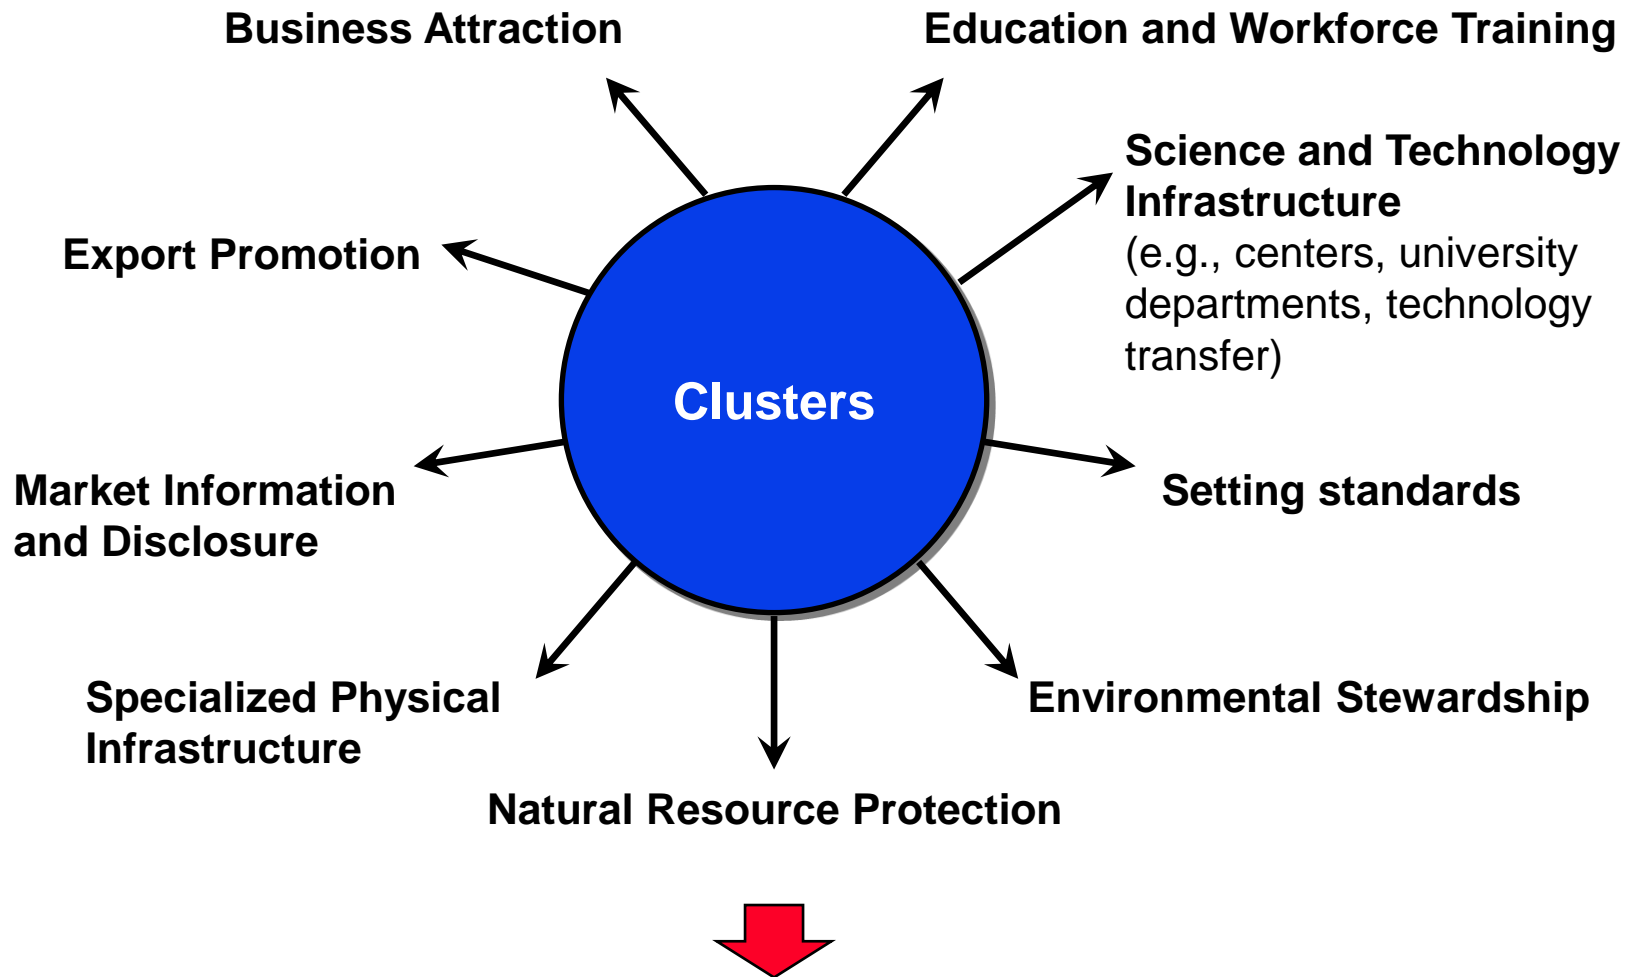 Business Attraction
Education and Workforce Training
Science and Technology
Infrastructure
(e.g., centers, university
departments, technology
transfer)
Export Promotion
Clusters
Market Information
and Disclosure
Setting standards
Specialized Physical
Infrastructure
Environmental Stewardship
Natural Resource Protection